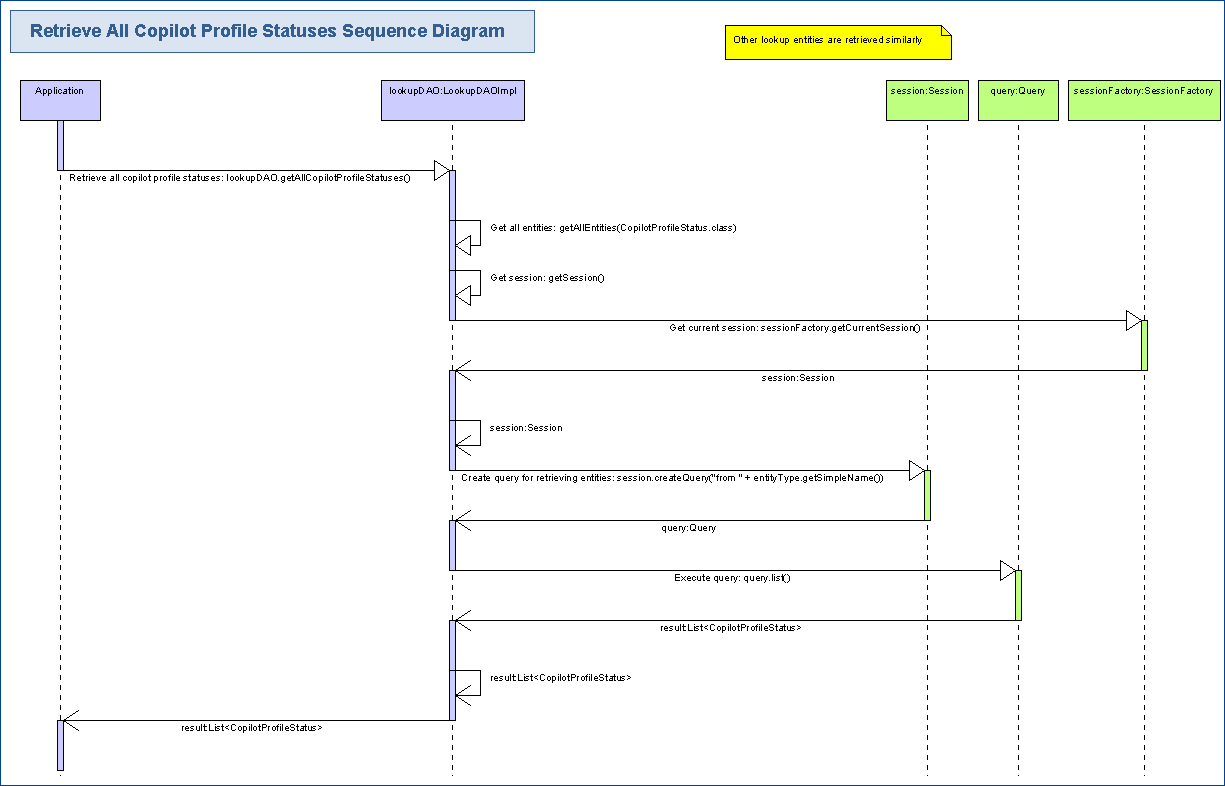 Retrieve All Copilot Profile Statuses Sequence Diagram
Other lookup entities are retrieved similarly
Application
lookupDAO:LookupDAOImpl
session:Session
query:Query
sessionFactory:SessionFactory
Retrieve all copilot profile statuses: lookupDAO.getAllCopilotProfileStatuses()
Get all entities: getAllEntities(CopilotProfileStatus.class)
Get session: getSession()
Get current session: sessionFactory.getCurrentSession()
session:Session
session:Session
Create query for retrieving entities: session.createQuery("from " + entityType.getSimpleName())
query:Query
Execute query: query.list()
result:List<CopilotProfileStatus>
result:List<CopilotProfileStatus>
result:List<CopilotProfileStatus>